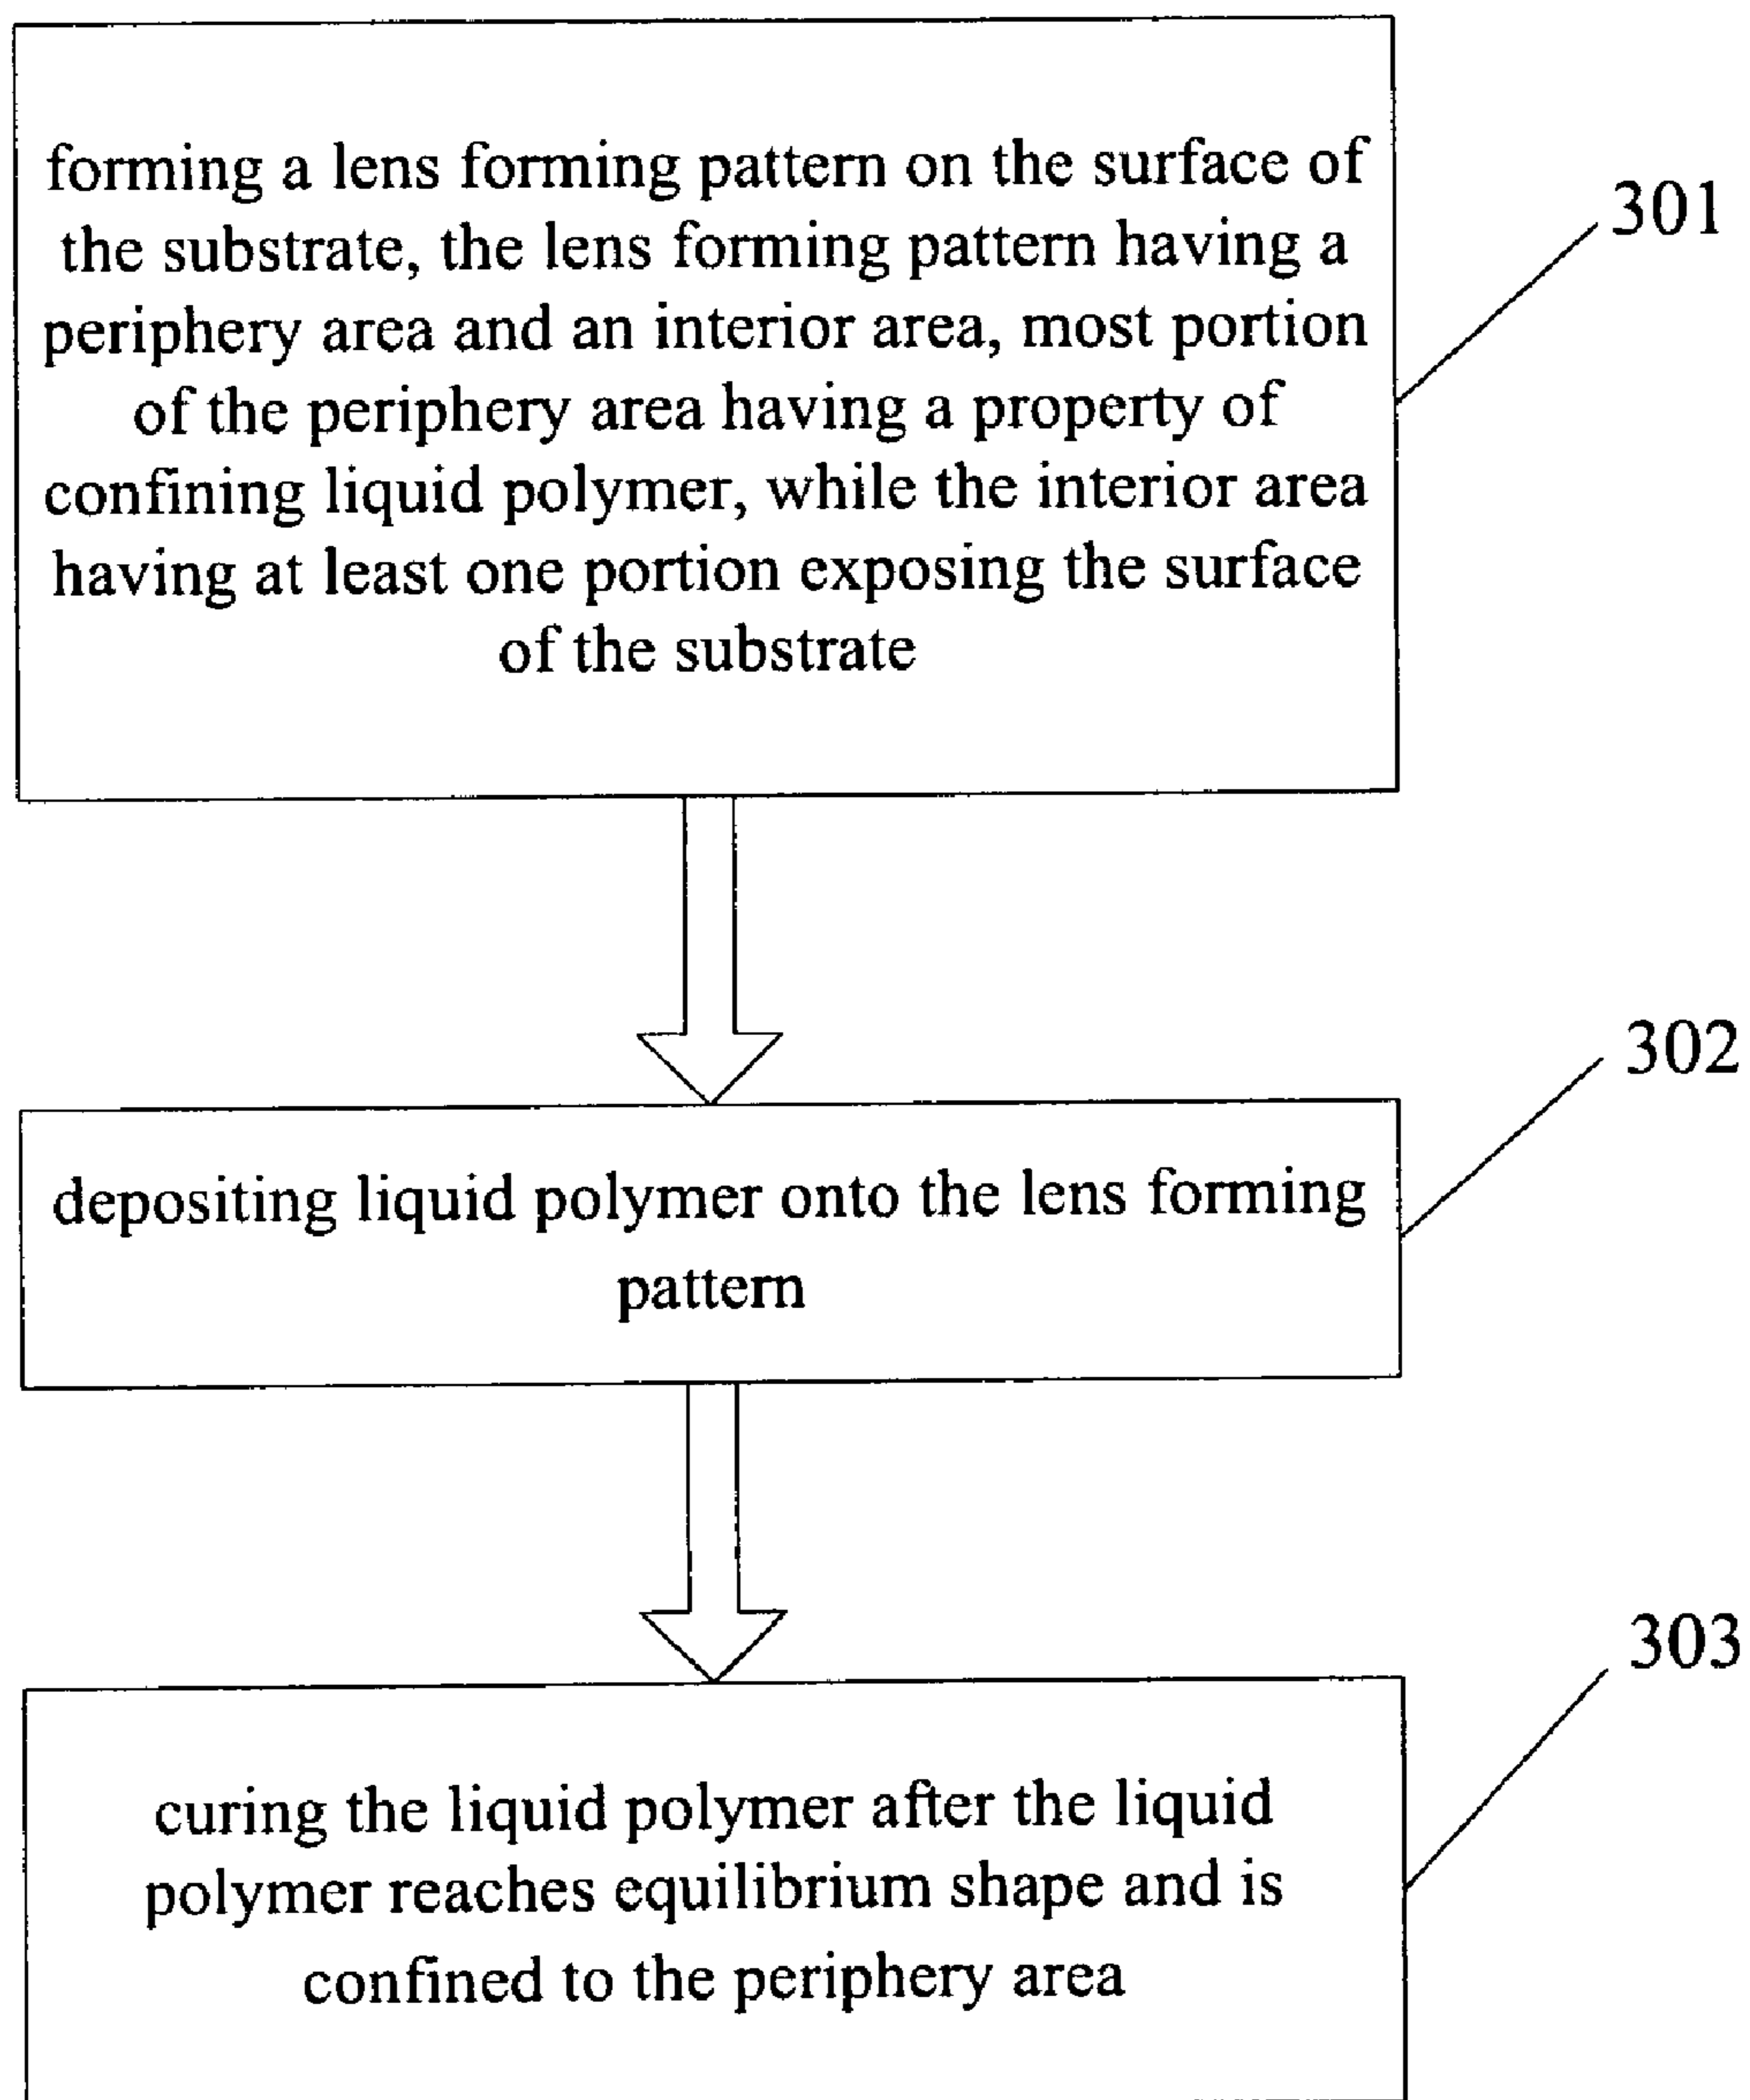 forming a lens forming pattern on the surface of
the substrate, the lens forming pattern having a
periphery area and an interior area, most portion
of the periphery area having a property of
confining liquid polymer, while the interior area
having at least one portion exposing the surface
of the substrate
301
depositing liquid polymer onto the lens forming
pattern
302
curing the liquid polymer after the liquid
polymer reaches equilibrium shape and is
confined to the periphery area
303